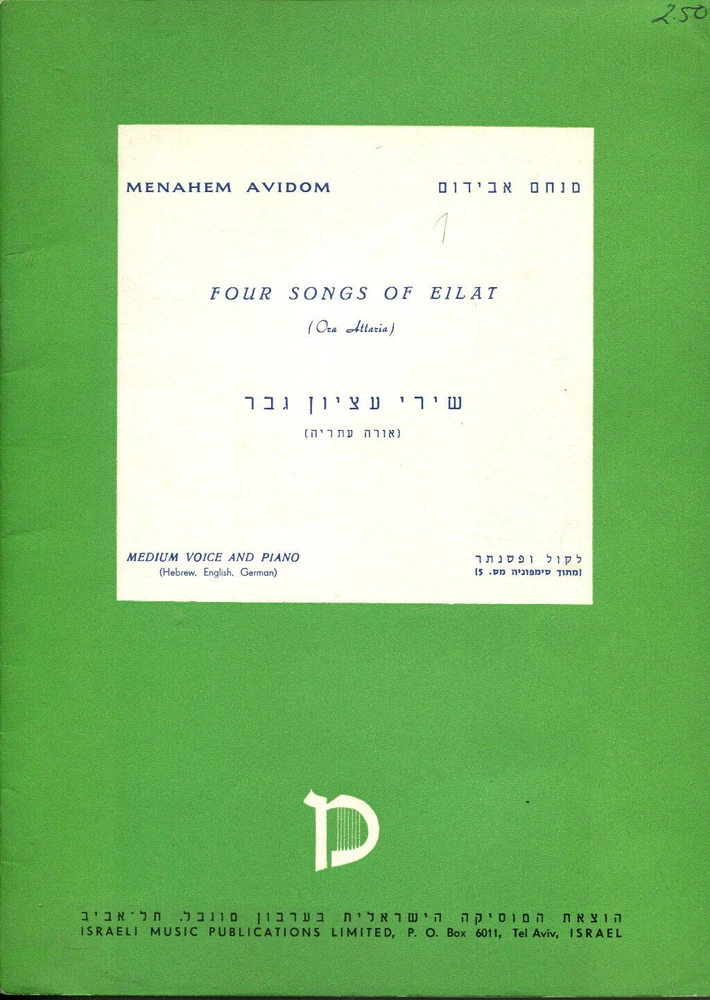 2.50
MENAHEM AVIDOM
מנחם אבידום
1
FOUR SONGS OF EILAT
(Ora Attaria)
שירי עציון גבר
(אורה עתריה)
MEDIUM VOICE AND PIANO
לקול ופסנתר
(Hebrew, English, German)
(מתוך סימפוניה מס. 5)
הוצאת המוסיקה הישראלית בערבון מוגבל. תל־אביב
ISRAELI MUSIC PUBLICATIONS LIMITED, P. O. Box 6011, Tel Aviv, ISRAEL